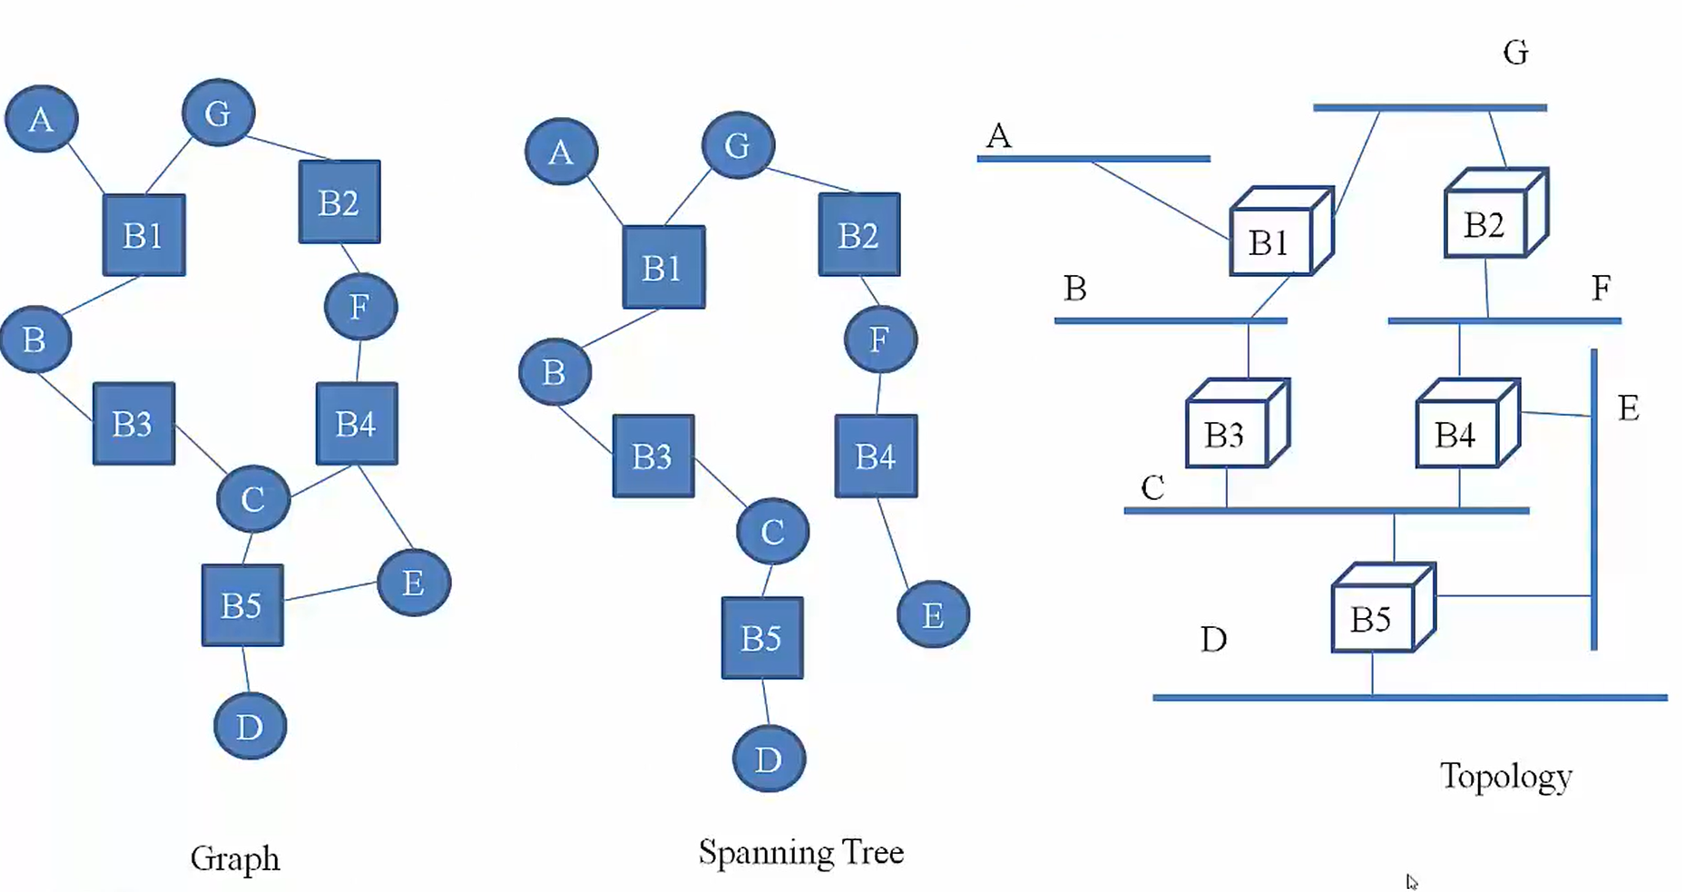 A
G
B1
B2
B
F
B3
B4
C
B5
E
D
Graph
A
G
B1
B2
B
F
B3
B4
C
B5
E
D
Spanning Tree
G
A
B1
B2
B
F
B3
B4
E
C
B5
D
Topology